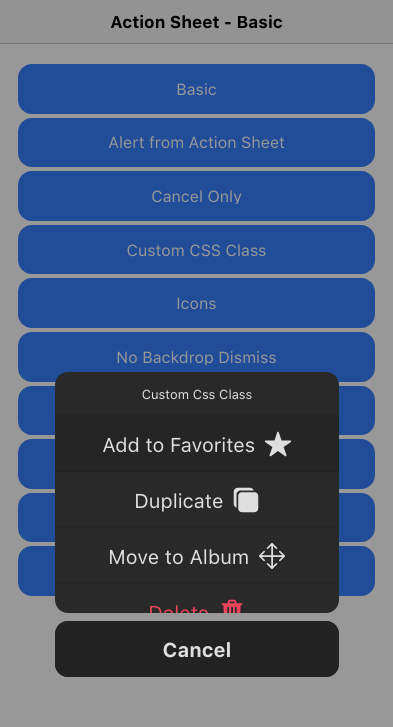 Action Sheet - Basic
Basic
Alert from Action Sheet
Cancel Only
Custom CSS Class
Icons
No Backdrop Dismiss
Custom Css Class
Add to Favorites
Duplicate
Move to Album
Delete
Cancel